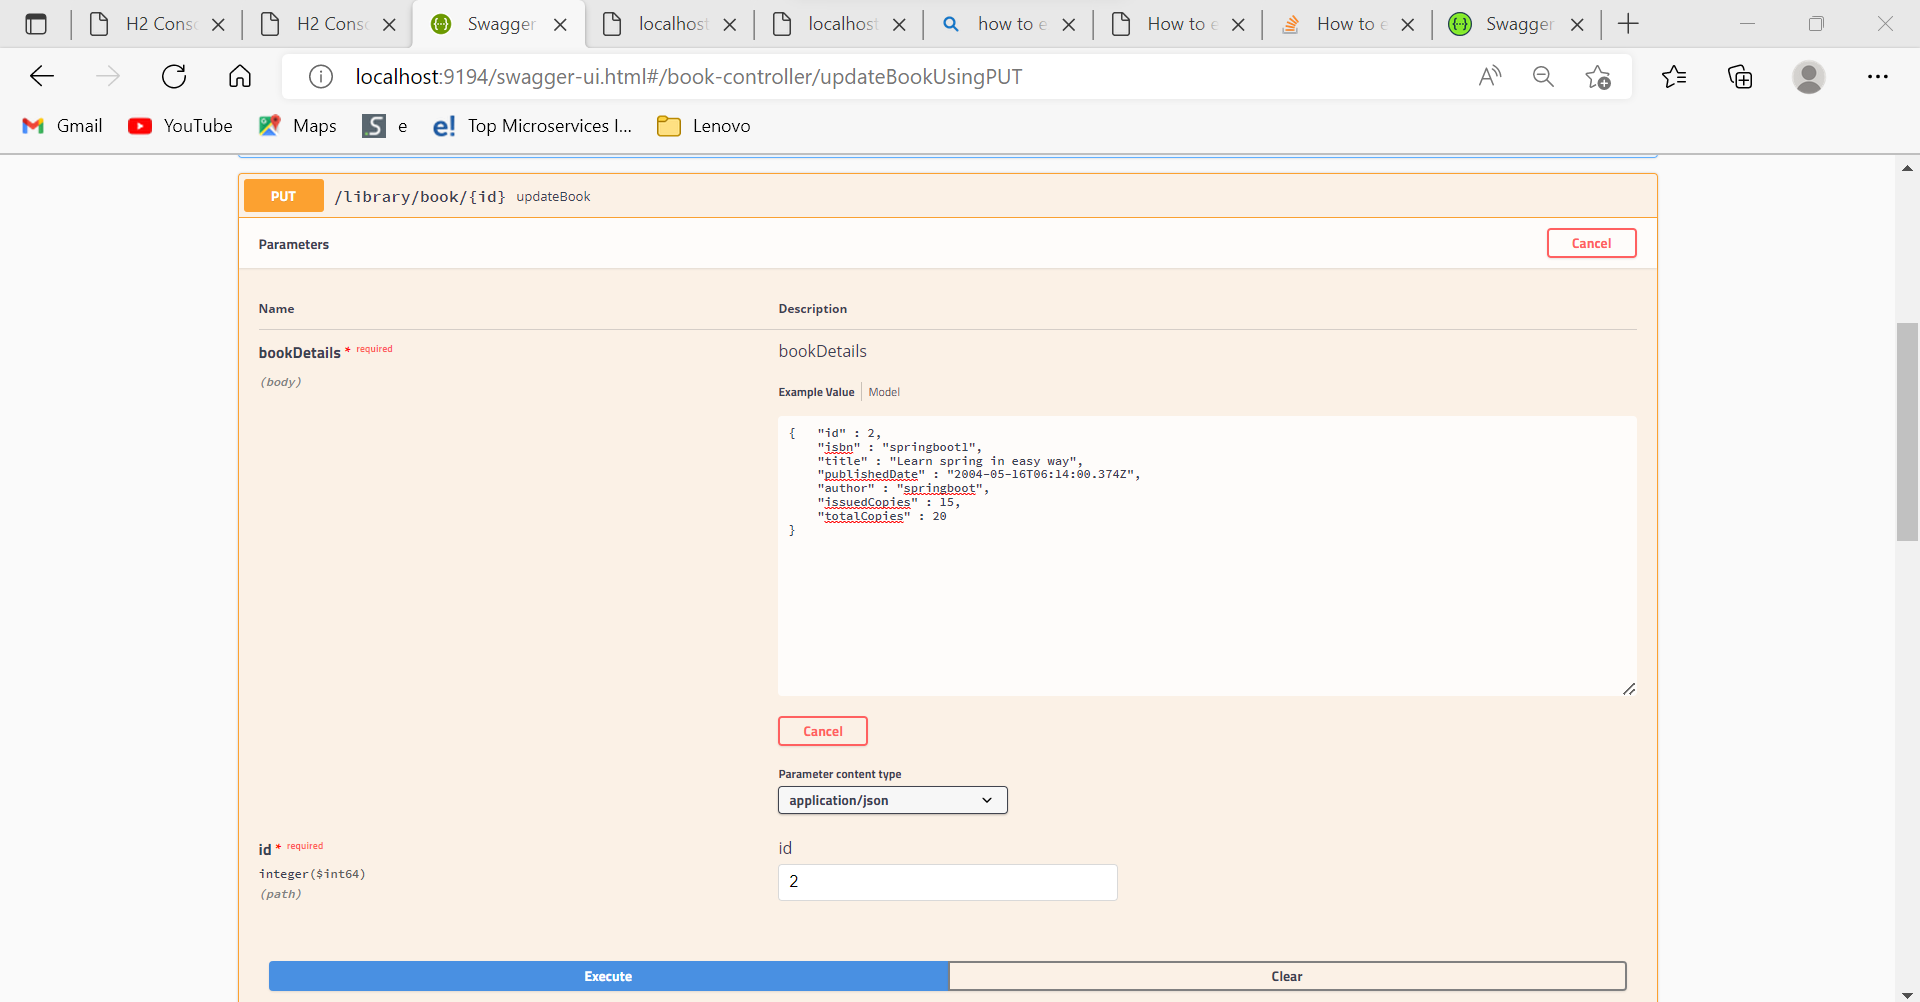 H2 Cons
H2 Cons
Swagger
localhost
localhost
how to e
How to e
How to e
Swagger
localhost:9194/swagger-ui.html#/book-controller/updateBookUsingPUT
Gmail
YouTube
Maps
e
Top Microservices I...
Lenovo
PUT /library/book/{id} updateBook
Parameters
Cancel
Name Description
bookDetails * required
(body)
bookDetails
Example Value Model
{ "id" : 2,
"isbn" : "springboot1",
"title" : "Learn spring in easy way",
"publishedDate" : "2004-05-16T06:14:00.374Z",
"author" : "springboot",
"issuedCopies" : 15,
"totalCopies" : 20
}
Cancel
Parameter content type
application/json
id * required
integer($int64)
(path)
id
2
Execute Clear